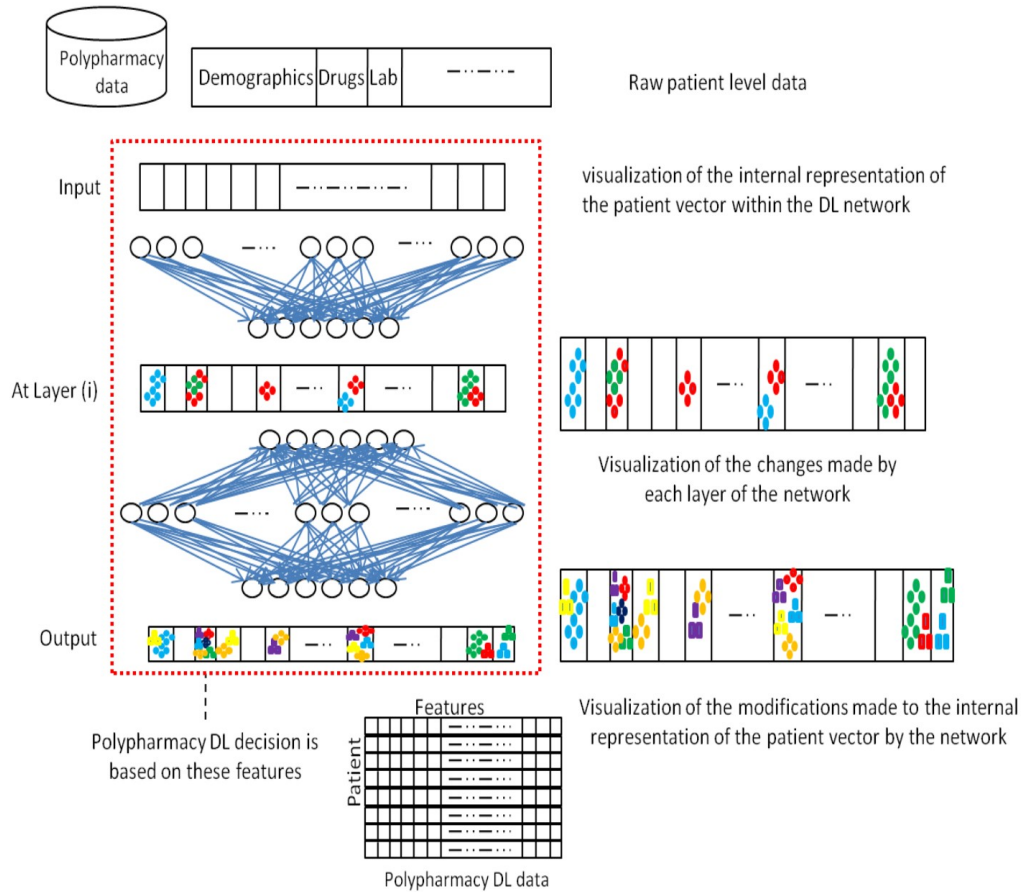 Polypharmacy
data
Demographics
Drugs
Lab
Raw patient level data
Input
visualization of the internal representation of
the patient vector within the DL network
At Layer (i)
Visualization of the changes made by
each layer of the network
Output
Features
Visualization of the modifications made to the internal
representation of the patient vector by the network
Polypharmacy DL decision is
based on these features
Patient
Polypharmacy DL data